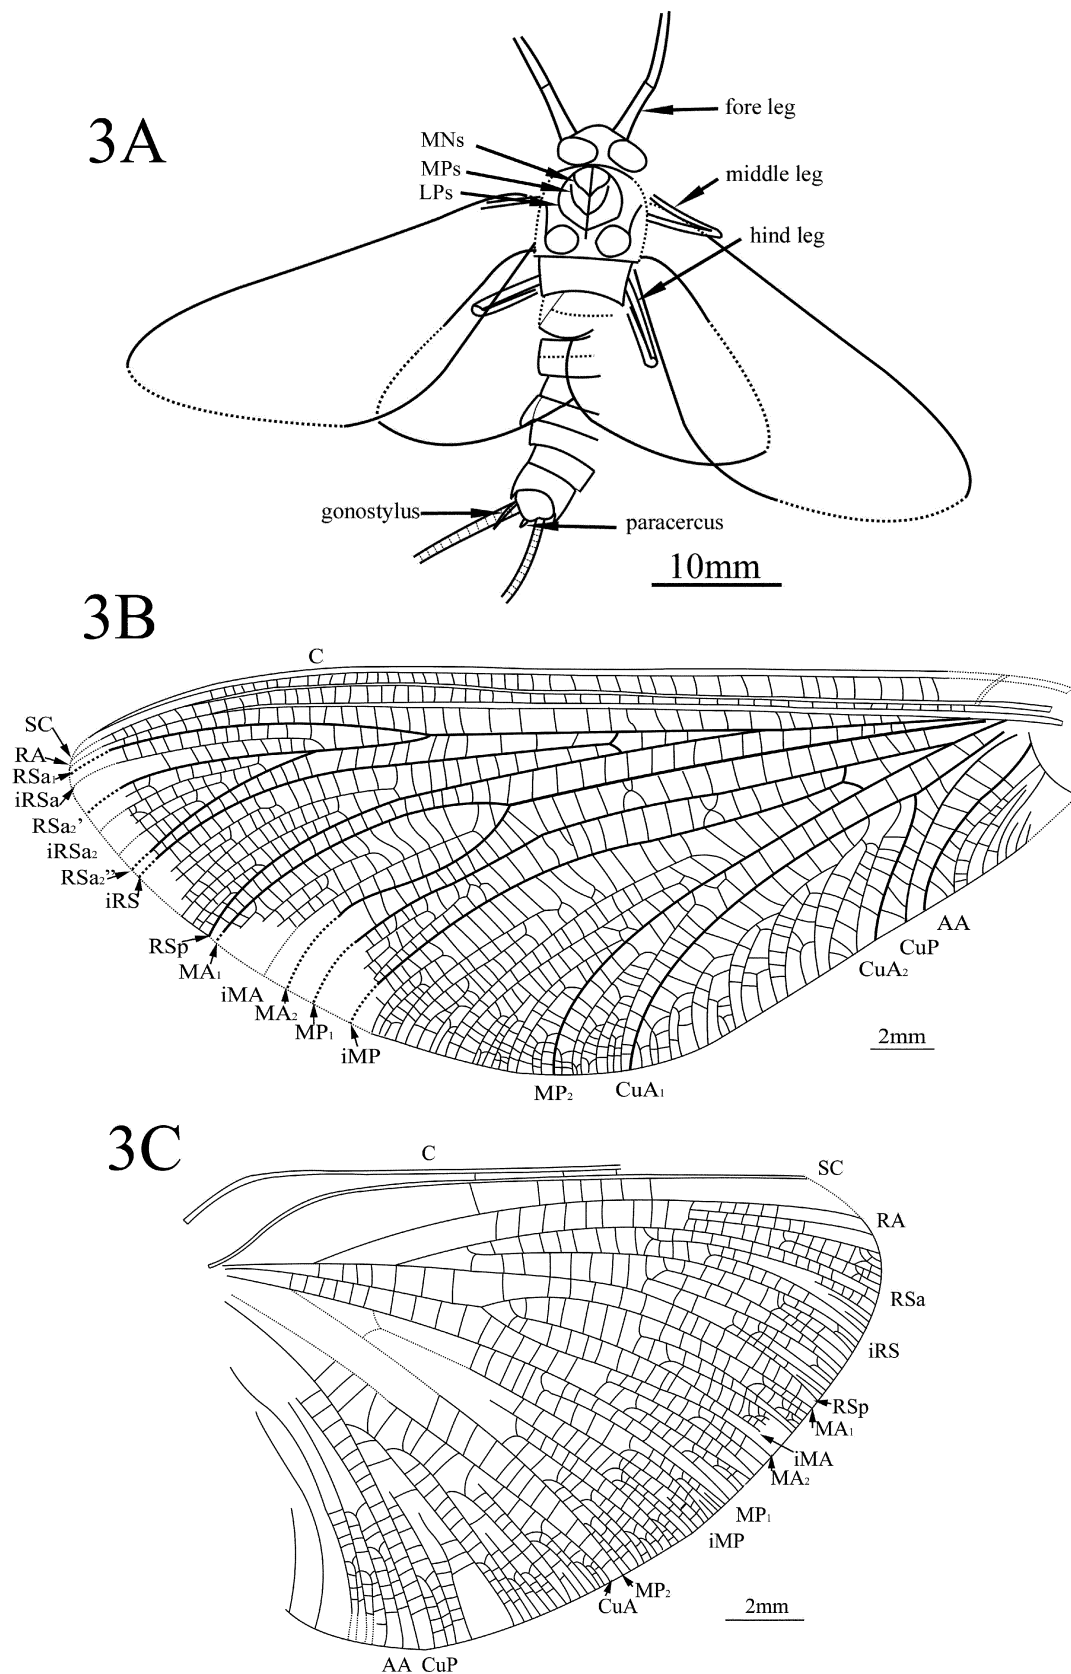 3A
fore leg
MNs
MPs
LPs
middle leg
hind leg
gonostylus
paracercus
10mm
3B
C
SC
RA
RSa1
iRSa
RSa2’
iRSa2
RSa2”
iRS
RSp
MA1
iMA
MA2
MP1
iMP
MP2
CuA1
CuA2
CuP
AA
2mm
3C
C
SC
RA
RSa
iRS
RSp
MA1
iMA
MA2
MP1
iMP
MP2
CuA
2mm
AA CuP